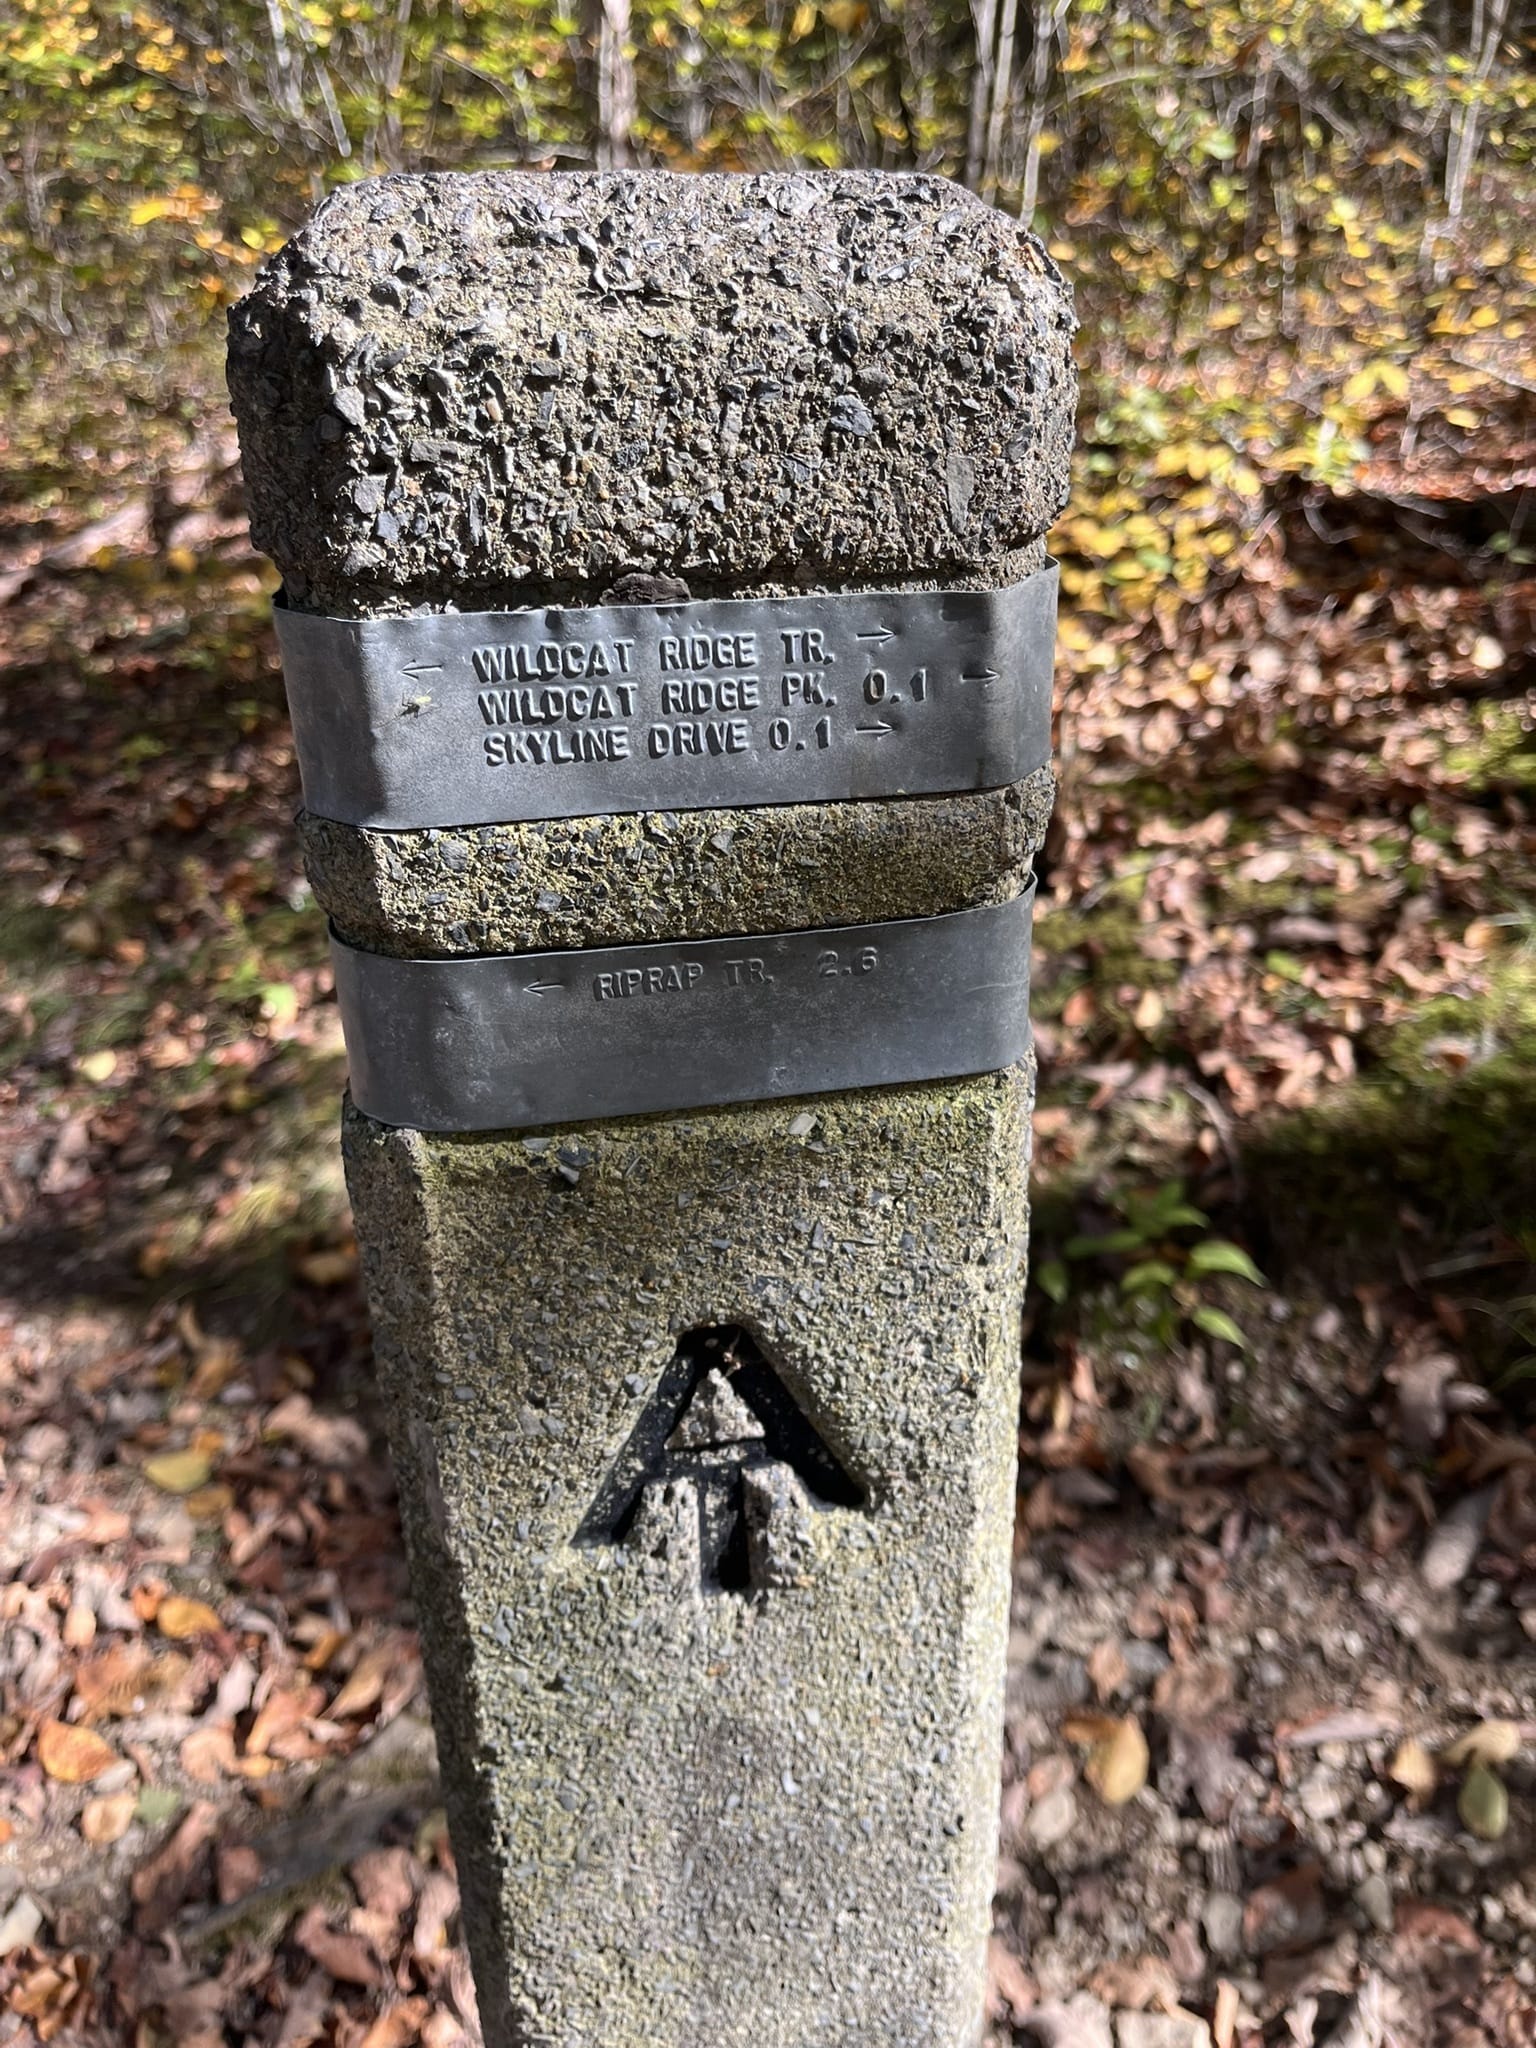 ← WILDCAT RIDGE TR. →
WILDCAT RIDGE PK. 0.1 →
SKYLINE DRIVE 0.1 →
← RIPRAP TR. 2.6